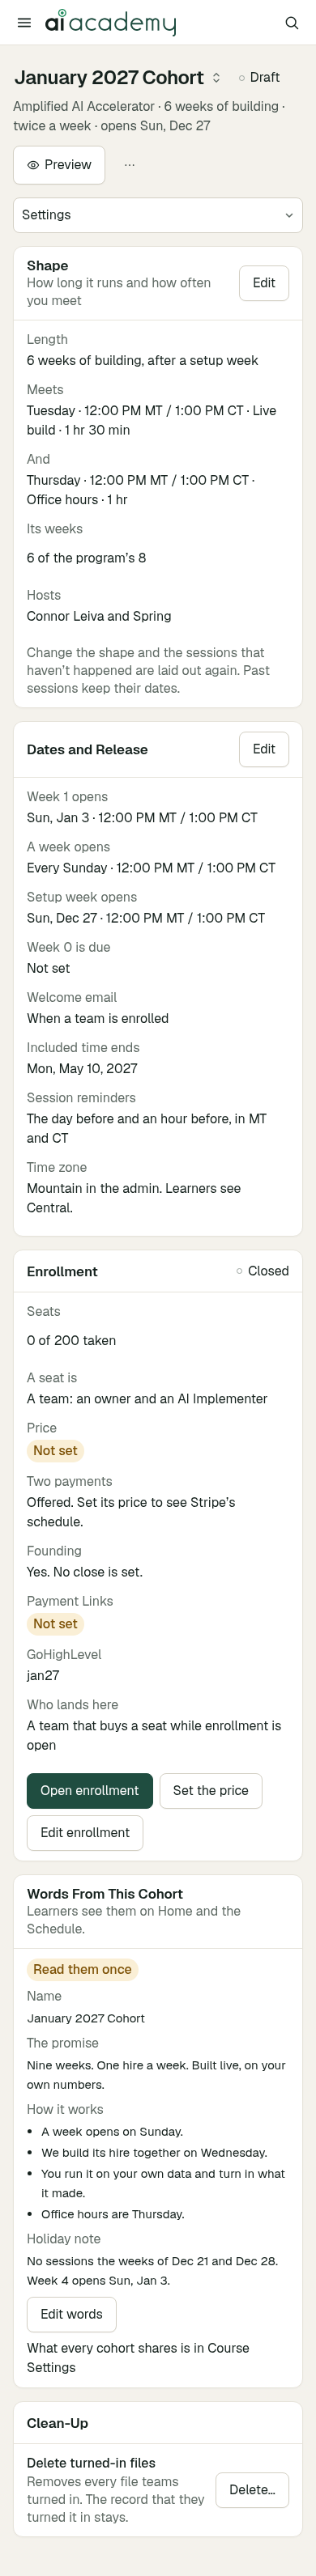 ai academy
January 2027 Cohort
Draft
Amplified AI Accelerator · 6 weeks of building ·
twice a week · opens Sun, Dec 27
Preview
···
Settings
Shape
How long it runs and how often
you meet
Edit
Length
6 weeks of building, after a setup week
Meets
Tuesday · 12:00 PM MT / 1:00 PM CT · Live
build · 1 hr 30 min
And
Thursday · 12:00 PM MT / 1:00 PM CT ·
Office hours · 1 hr
Its weeks
6 of the program’s 8
Hosts
Connor Leiva and Spring
Change the shape and the sessions that
haven’t happened are laid out again. Past
sessions keep their dates.
Dates and Release
Edit
Week 1 opens
Sun, Jan 3 · 12:00 PM MT / 1:00 PM CT
A week opens
Every Sunday · 12:00 PM MT / 1:00 PM CT
Setup week opens
Sun, Dec 27 · 12:00 PM MT / 1:00 PM CT
Week 0 is due
Not set
Welcome email
When a team is enrolled
Included time ends
Mon, May 10, 2027
Session reminders
The day before and an hour before, in MT
and CT
Time zone
Mountain in the admin. Learners see
Central.
Enrollment
Closed
Seats
0 of 200 taken
A seat is
A team: an owner and an AI Implementer
Price
Not set
Two payments
Offered. Set its price to see Stripe’s
schedule.
Founding
Yes. No close is set.
Payment Links
Not set
GoHighLevel
jan27
Who lands here
A team that buys a seat while enrollment is
open
Open enrollment
Set the price
Edit enrollment
Words From This Cohort
Learners see them on Home and the
Schedule.
Read them once
Name
January 2027 Cohort
The promise
Nine weeks. One hire a week. Built live, on your
own numbers.
How it works
• A week opens on Sunday.
• We build its hire together on Wednesday.
• You run it on your own data and turn in what
it made.
• Office hours are Thursday.
Holiday note
No sessions the weeks of Dec 21 and Dec 28.
Week 4 opens Sun, Jan 3.
Edit words
What every cohort shares is in Course
Settings
Clean-Up
Delete turned-in files
Removes every file teams
turned in. The record that they
turned it in stays.
Delete…